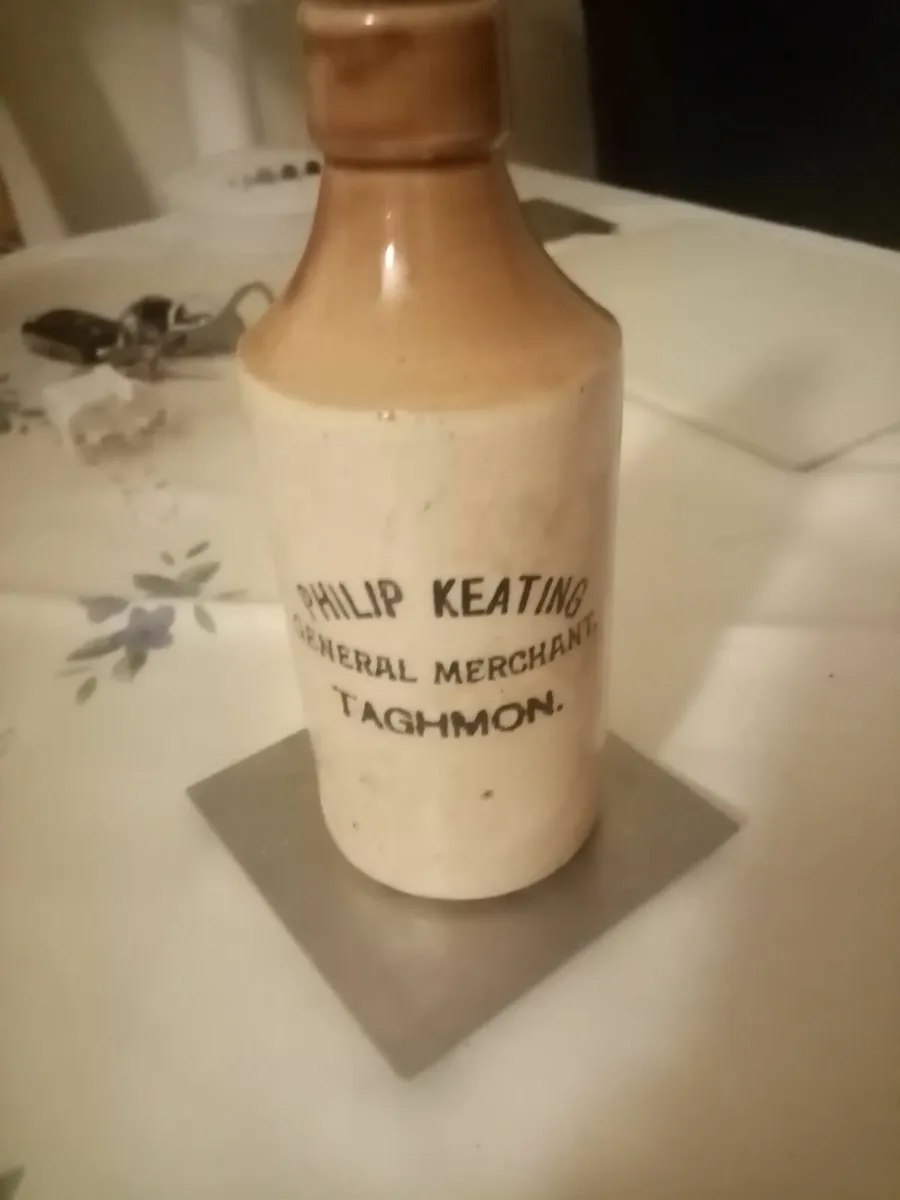 PHILIP KEATING
GENERAL MERCHANT,
TAGHMON.